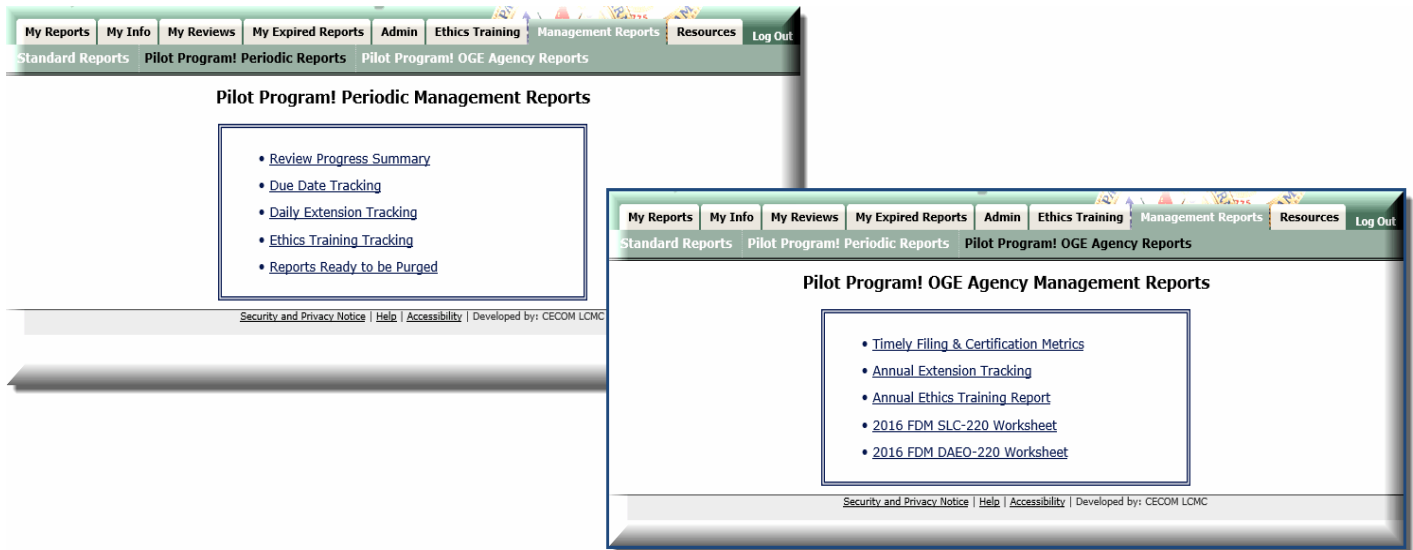 My Reports My Info My Reviews My Expired Reports Admin Ethics Training Management Reports Resources Log Out
Standard Reports Pilot Program! Periodic Reports Pilot Program! OGE Agency Reports
Pilot Program! Periodic Management Reports
• Review Progress Summary
• Due Date Tracking
• Daily Extension Tracking
• Ethics Training Tracking
• Reports Ready to be Purged
Security and Privacy Notice | Help | Accessibility | Developed by: CECOM LCMC
My Reports My Info My Reviews My Expired Reports Admin Ethics Training Management Reports Resources Log Out
Standard Reports Pilot Program! Periodic Reports Pilot Program! OGE Agency Reports
Pilot Program! OGE Agency Management Reports
• Timely Filing & Certification Metrics
• Annual Extension Tracking
• Annual Ethics Training Report
• 2016 FDM SLC-220 Worksheet
• 2016 FDM DAEO-220 Worksheet
Security and Privacy Notice | Help | Accessibility | Developed by: CECOM LCMC